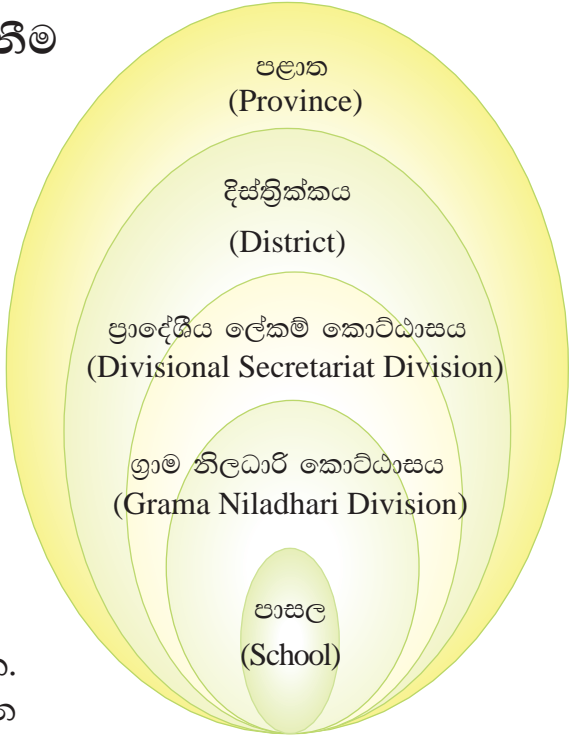 නීම
පළාත
(Province)
දිස්ත්‍රික්කය
(District)
ප්‍රාදේශීය ලේකම් කොට්ඨාසය
(Divisional Secretariat Division)
ග්‍රාම නිලධාරි කොට්ඨාසය
(Grama Niladhari Division)
පාසල
(School)